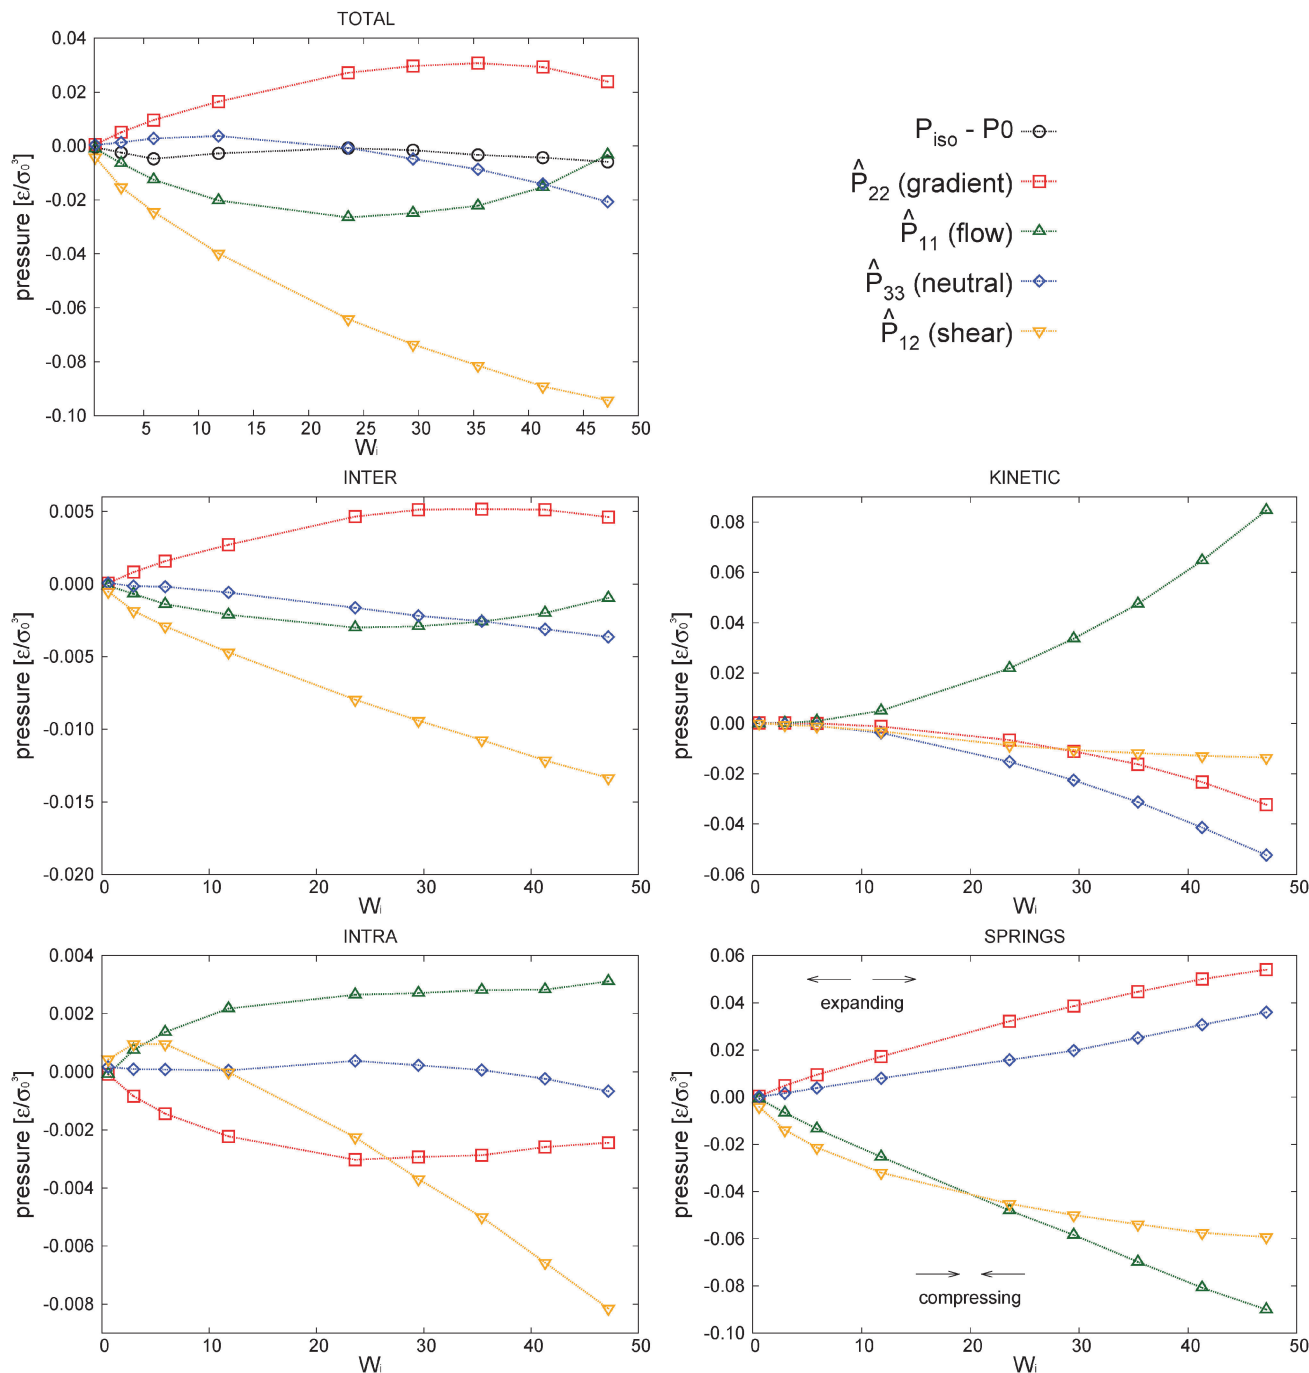 TOTAL
0.04
0.02
0.00
-0.02
-0.04
-0.06
-0.08
-0.10
pressure [ε/σ₀³]
5 10 15 20 25 30 35 40 45 50
Wᵢ
P_iso - P0
P̂₂₂ (gradient)
P̂₁₁ (flow)
P̂₃₃ (neutral)
P̂₁₂ (shear)
INTER
0.005
0.000
-0.005
-0.010
-0.015
-0.020
pressure [ε/σ₀³]
0 10 20 30 40 50
Wᵢ
KINETIC
0.08
0.06
0.04
0.02
0.00
-0.02
-0.04
-0.06
pressure [ε/σ₀³]
0 10 20 30 40 50
Wᵢ
INTRA
0.004
0.002
0.000
-0.002
-0.004
-0.006
-0.008
pressure [ε/σ₀³]
0 10 20 30 40 50
Wᵢ
SPRINGS
0.06
0.04
0.02
0.00
-0.02
-0.04
-0.06
-0.08
-0.10
pressure [ε/σ₀³]
expanding
compressing
0 10 20 30 40 50
Wᵢ